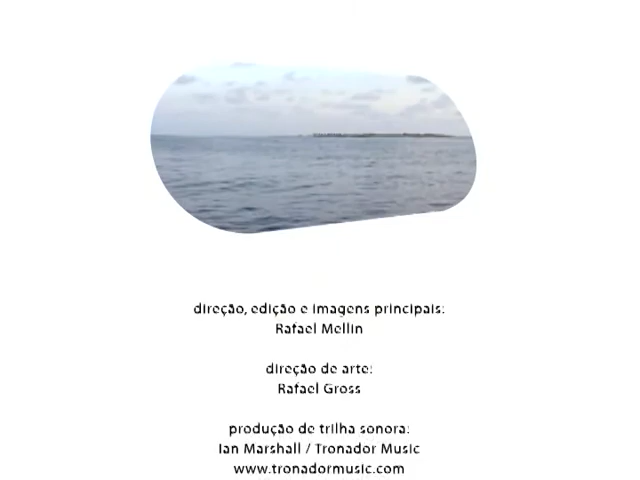 direção, edição e imagens principais:
Rafael Mellin
direção de arte:
Rafael Gross
produção de trilha sonora:
Ian Marshall / Tronador Music
www.tronadormusic.com